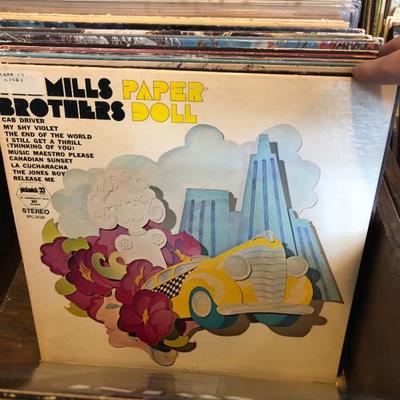 MILLS
BROTHERS
PAPER
DOLL
CAB DRIVER
MY SHY VIOLET
THE END OF THE WORLD
I STILL GET A THRILL
(THINKING OF YOU)
MUSIC MAESTRO PLEASE
CANADIAN SUNSET
LA CUCHARACHA
THE JONES BOY
RELEASE ME
pickwick
STEREO